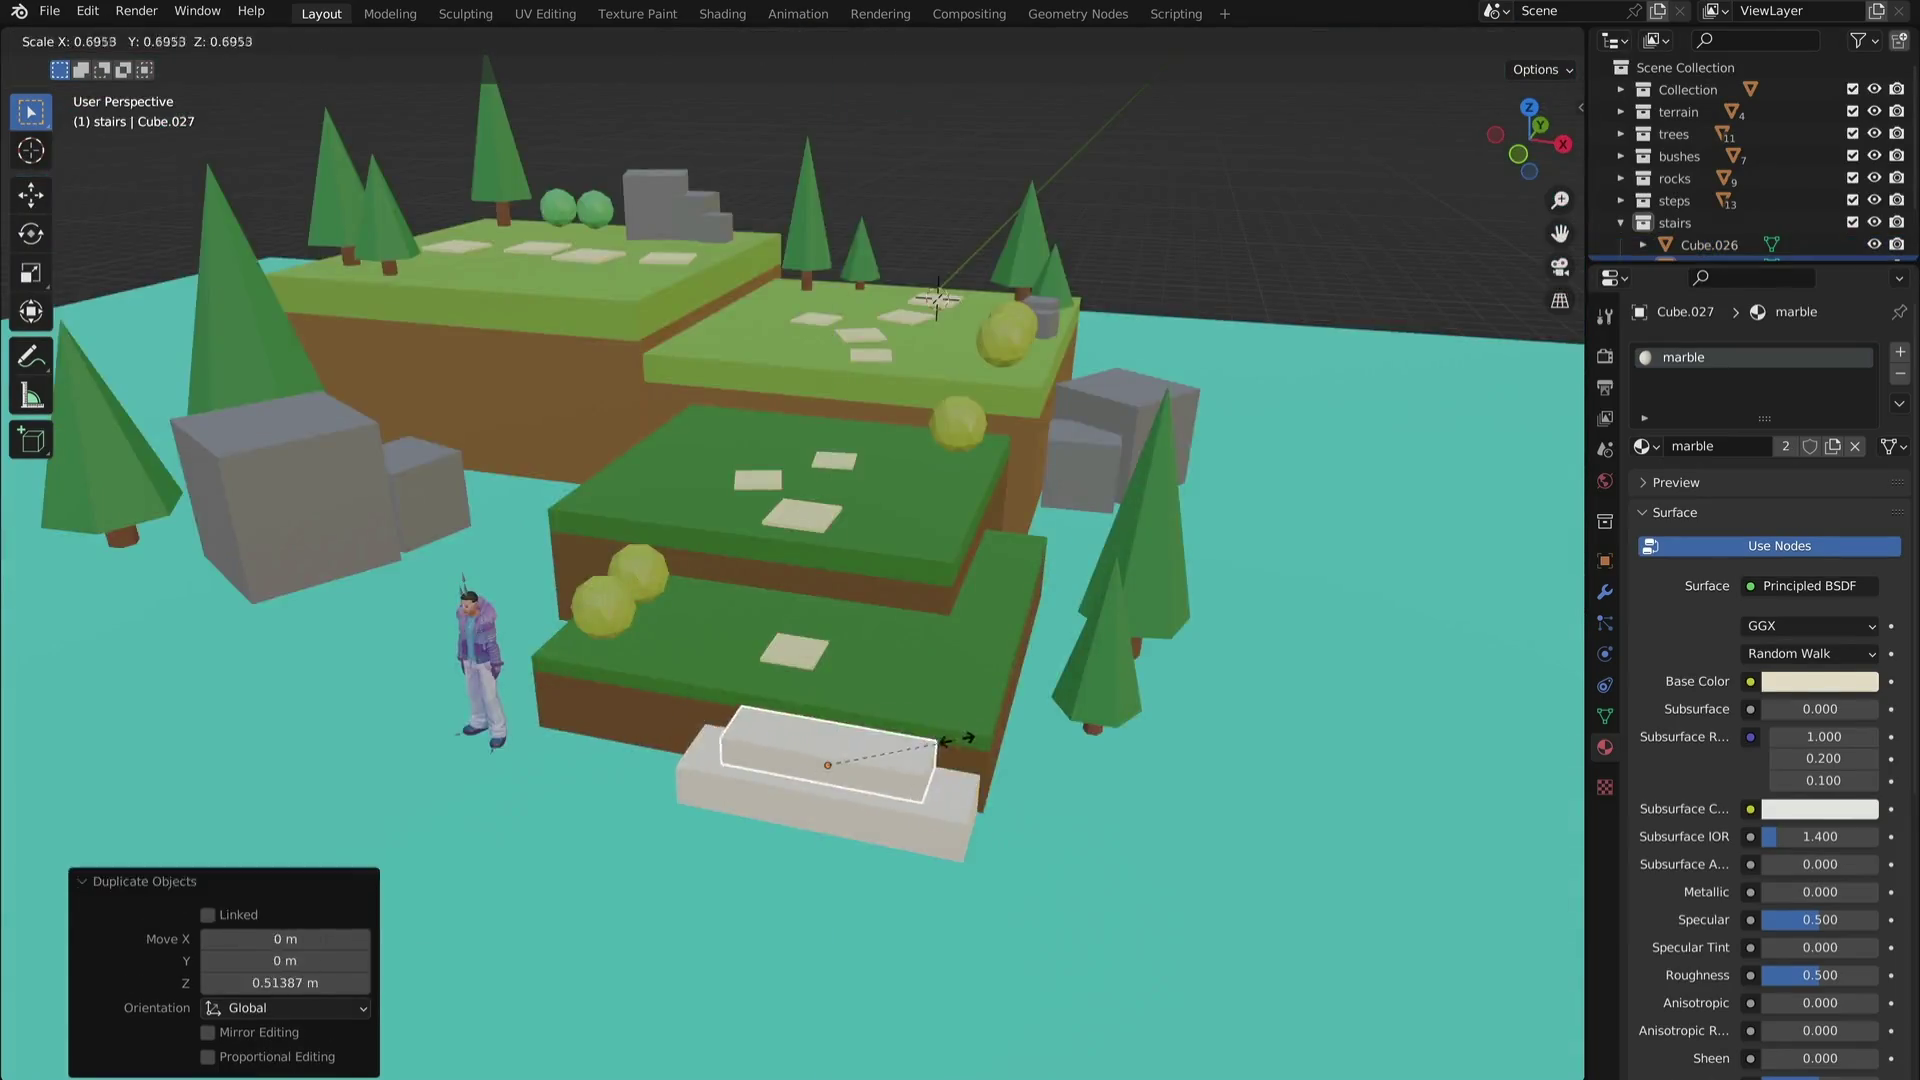 File Edit Render Window Help
Layout Modeling Sculpting UV Editing Texture Paint Shading Animation Rendering Compositing Geometry Nodes Scripting +
Scene
ViewLayer
Scale X: 0.6953 Y: 0.6953 Z: 0.6953
Options
User Perspective
(1) stairs | Cube.027
Z
Y
X
Scene Collection
Collection
terrain 4
trees 11
bushes 7
rocks 9
steps 13
stairs
Cube.026
Cube.027 > marble
marble
marble 2
Preview
Surface
Use Nodes
Surface Principled BSDF
GGX
Random Walk
Base Color
Subsurface 0.000
Subsurface R... 1.000
0.200
0.100
Subsurface C...
Subsurface IOR 1.400
Subsurface A... 0.000
Metallic 0.000
Specular 0.500
Specular Tint 0.000
Roughness 0.500
Anisotropic 0.000
Anisotropic R... 0.000
Sheen 0.000
Duplicate Objects
Linked
Move X 0 m
Y 0 m
Z 0.51387 m
Orientation Global
Mirror Editing
Proportional Editing